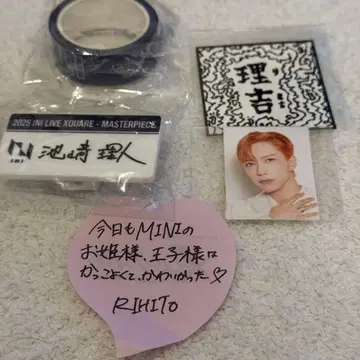 2025 INI LIVE XQUARE - MASTERPIECE
INI
池﨑理人
理吉
今日もMINIの
お姫様、王子様は
かっこよくて、かわいかった♡
RIHITO